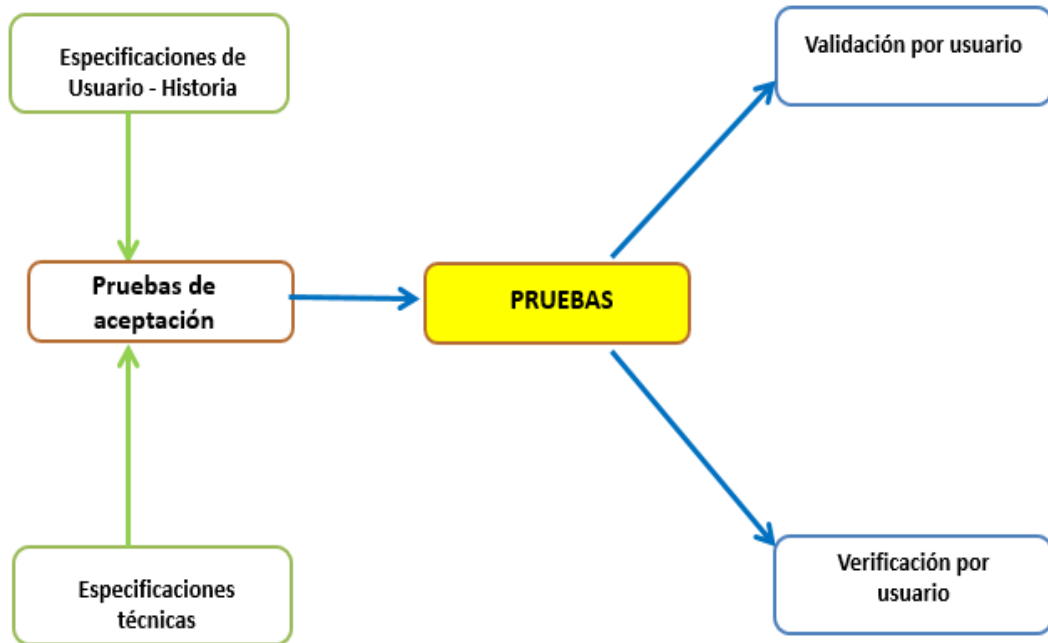 Especificaciones de
Usuario - Historia
Validación por usuario
Pruebas de
aceptación
PRUEBAS
Especificaciones
técnicas
Verificación por
usuario